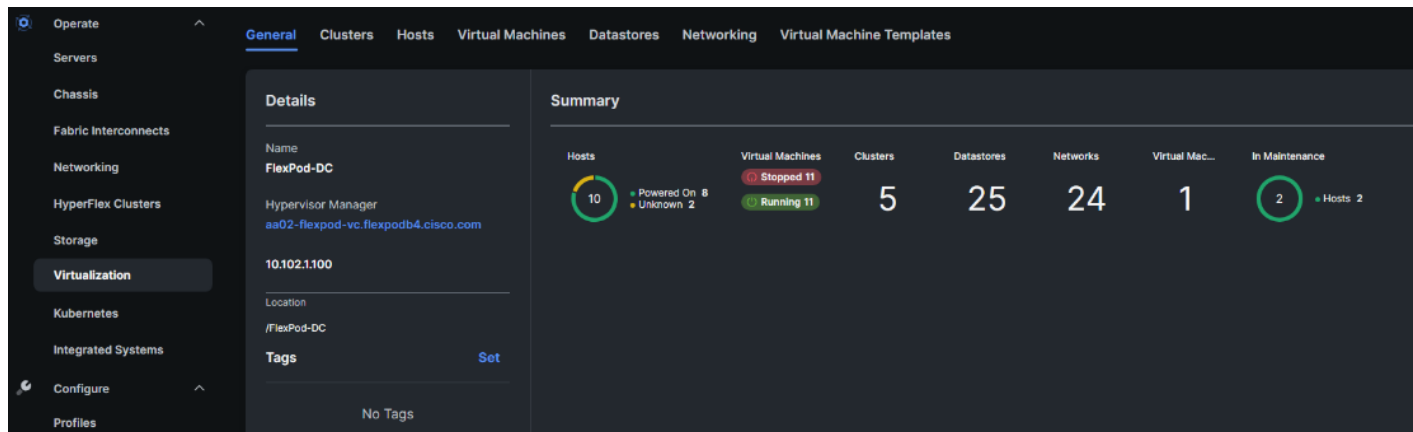 Operate
Servers
Chassis
Fabric Interconnects
Networking
HyperFlex Clusters
Storage
Virtualization
Kubernetes
Integrated Systems
Configure
Profiles
General Clusters Hosts Virtual Machines Datastores Networking Virtual Machine Templates
Details
Name
FlexPod-DC
Hypervisor Manager
aa02-flexpod-vc.flexpodb4.cisco.com
10.102.1.100
Location
/FlexPod-DC
Tags Set
No Tags
Summary
Hosts Virtual Machines Clusters Datastores Networks Virtual Mac... In Maintenance
10
Powered On 8
Unknown 2
Stopped 11
Running 11
5
25
24
1
2
Hosts 2